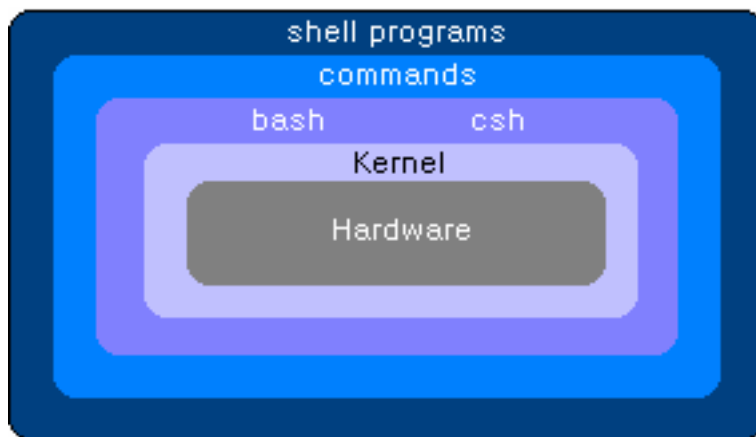 shell programs
commands
bash csh
Kernel
Hardware